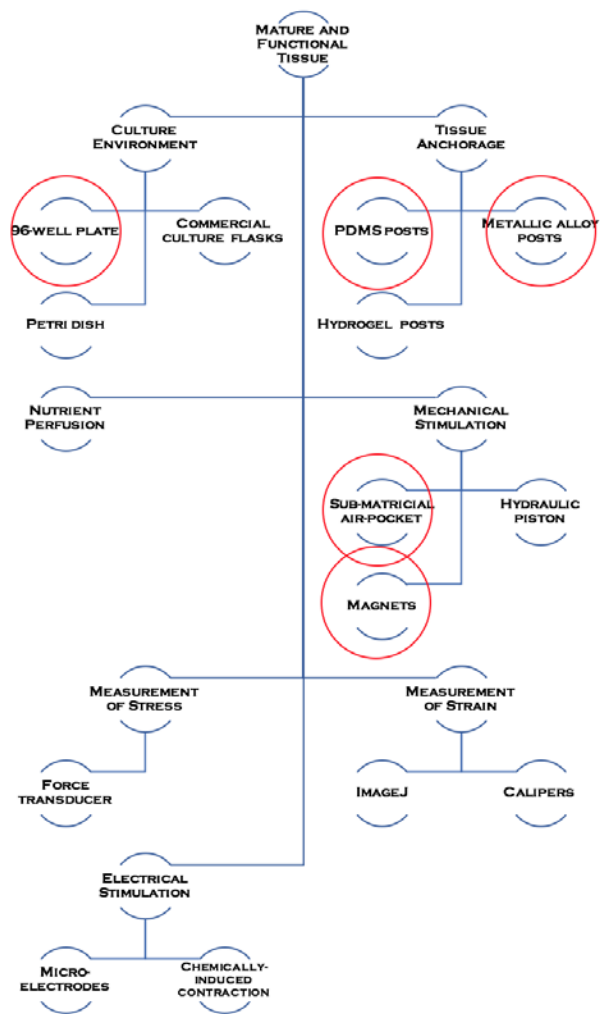 MATURE AND
FUNCTIONAL
TISSUE
CULTURE
ENVIRONMENT
TISSUE
ANCHORAGE
96-WELL PLATE
COMMERCIAL
CULTURE FLASKS
PDMS POSTS
METALLIC ALLOY
POSTS
PETRI DISH
HYDROGEL POSTS
NUTRIENT
PERFUSION
MECHANICAL
STIMULATION
SUB-MATRICIAL
AIR-POCKET
HYDRAULIC
PISTON
MAGNETS
MEASUREMENT
OF STRESS
MEASUREMENT
OF STRAIN
FORCE
TRANSDUCER
IMAGEJ
CALIPERS
ELECTRICAL
STIMULATION
MICRO-
ELECTRODES
CHEMICALLY-
INDUCED
CONTRACTION